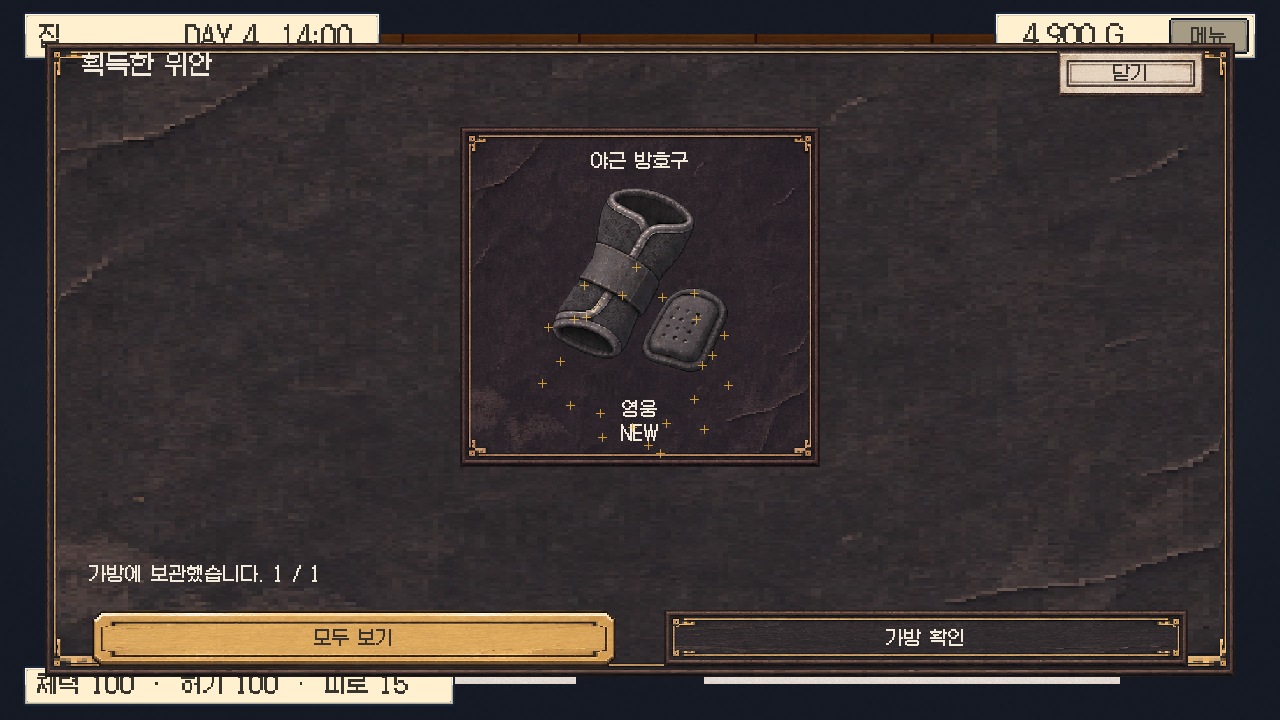 집 DAY 4 14:00
4,900 G
메뉴
획득한 위안
닫기
야근 방호구
영웅
NEW
가방에 보관했습니다. 1 / 1
모두 보기
가방 확인
체력 100 · 허기 100 · 피로 15